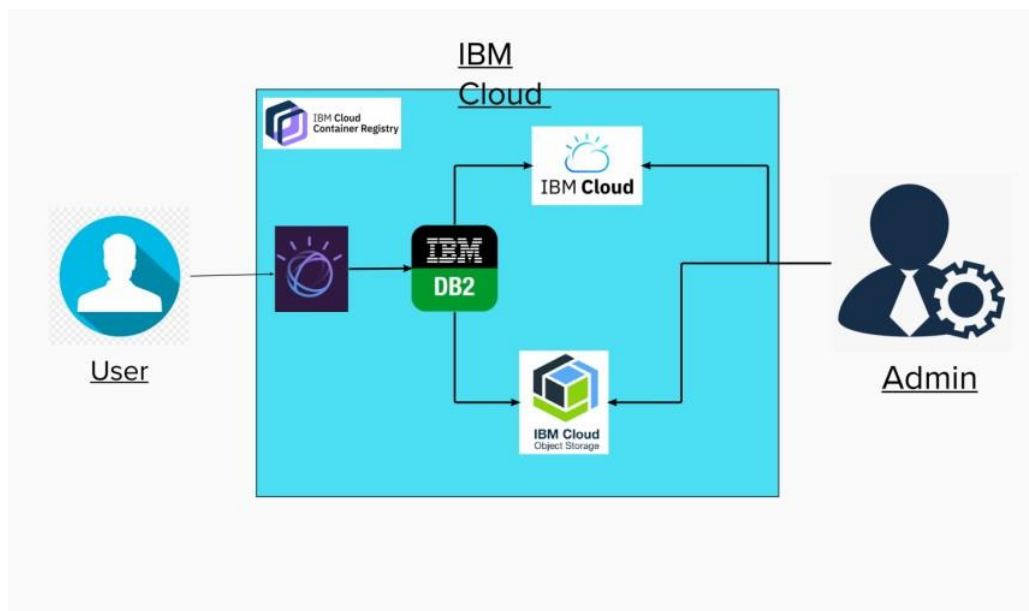 IBM
Cloud
IBM Cloud
Container Registry
IBM Cloud
IBM
DB2
User
Admin
IBM Cloud
Object Storage